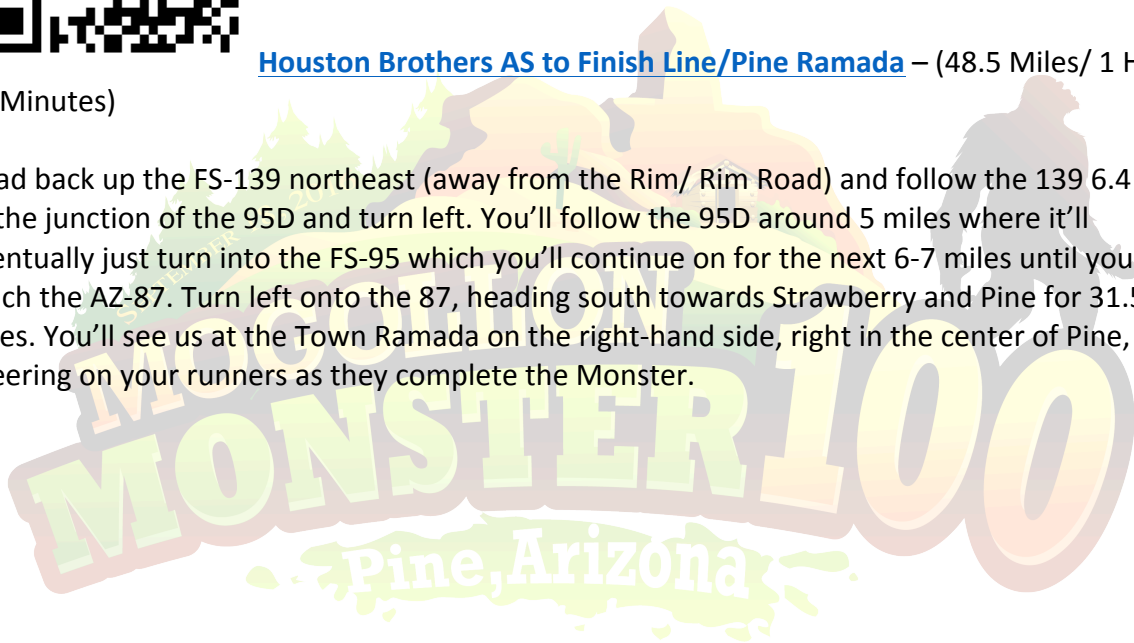 Houston Brothers AS to Finish Line/Pine Ramada – (48.5 Miles/ 1 H
Minutes)
ad back up the FS-139 northeast (away from the Rim/ Rim Road) and follow the 139 6.4
the junction of the 95D and turn left. You’ll follow the 95D around 5 miles where it’ll
entually just turn into the FS-95 which you’ll continue on for the next 6-7 miles until you
ch the AZ-87. Turn left onto the 87, heading south towards Strawberry and Pine for 31.5
es. You’ll see us at the Town Ramada on the right-hand side, right in the center of Pine,
eering on your runners as they complete the Monster.
SEPTEMBER
MOGOLLON
MONSTER 100
Pine, Arizona